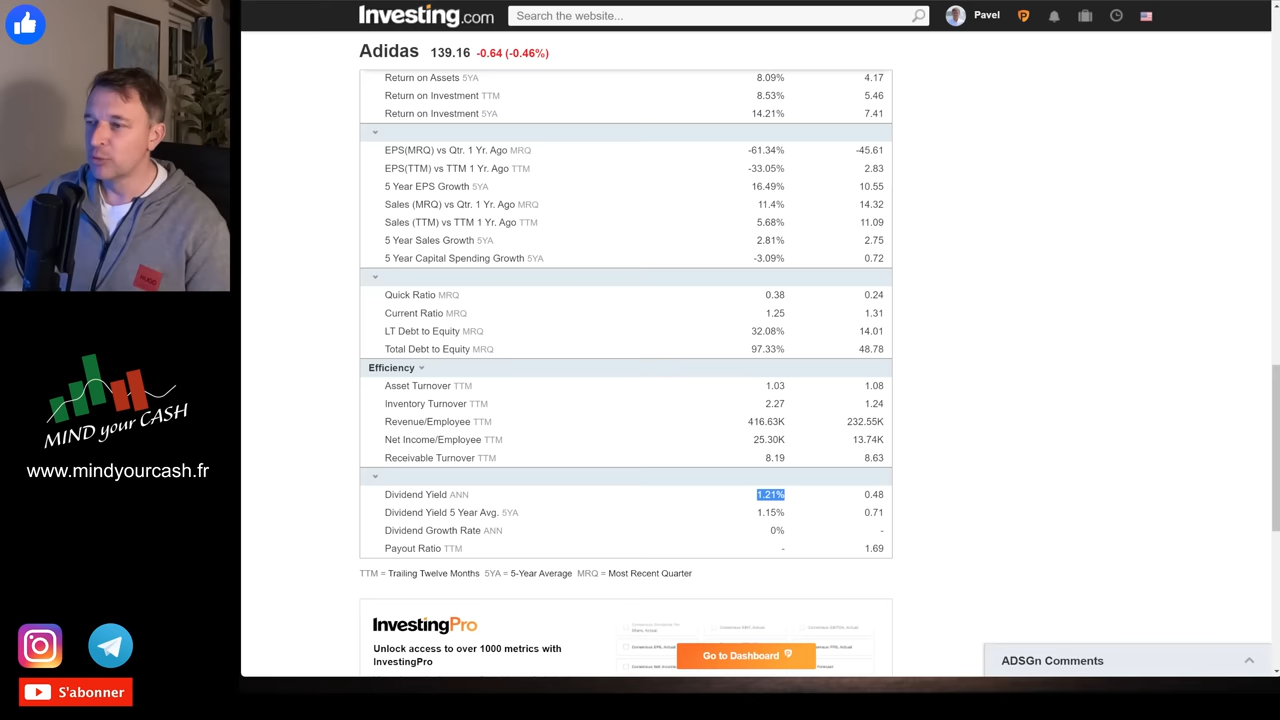 Investing.com Search the website... Pavel
Adidas 139.16 -0.64 (-0.46%)
Return on Assets 5YA 8.09% 4.17
Return on Investment TTM 8.53% 5.46
Return on Investment 5YA 14.21% 7.41
EPS(MRQ) vs Qtr. 1 Yr. Ago MRQ -61.34% -45.61
EPS(TTM) vs TTM 1 Yr. Ago TTM -33.05% 2.83
5 Year EPS Growth 5YA 16.49% 10.55
Sales (MRQ) vs Qtr. 1 Yr. Ago MRQ 11.4% 14.32
Sales (TTM) vs TTM 1 Yr. Ago TTM 5.68% 11.09
5 Year Sales Growth 5YA 2.81% 2.75
5 Year Capital Spending Growth 5YA -3.09% 0.72
Quick Ratio MRQ 0.38 0.24
Current Ratio MRQ 1.25 1.31
LT Debt to Equity MRQ 32.08% 14.01
Total Debt to Equity MRQ 97.33% 48.78
Efficiency
Asset Turnover TTM 1.03 1.08
Inventory Turnover TTM 2.27 1.24
Revenue/Employee TTM 416.63K 232.55K
Net Income/Employee TTM 25.30K 13.74K
Receivable Turnover TTM 8.19 8.63
Dividend Yield ANN 1.21% 0.48
Dividend Yield 5 Year Avg. 5YA 1.15% 0.71
Dividend Growth Rate ANN 0% -
Payout Ratio TTM - 1.69
TTM = Trailing Twelve Months 5YA = 5-Year Average MRQ = Most Recent Quarter
InvestingPro
Unlock access to over 1000 metrics with
InvestingPro
Go to Dashboard
ADSGn Comments
HUGO
MIND your CASH
www.mindyourcash.fr
S'abonner